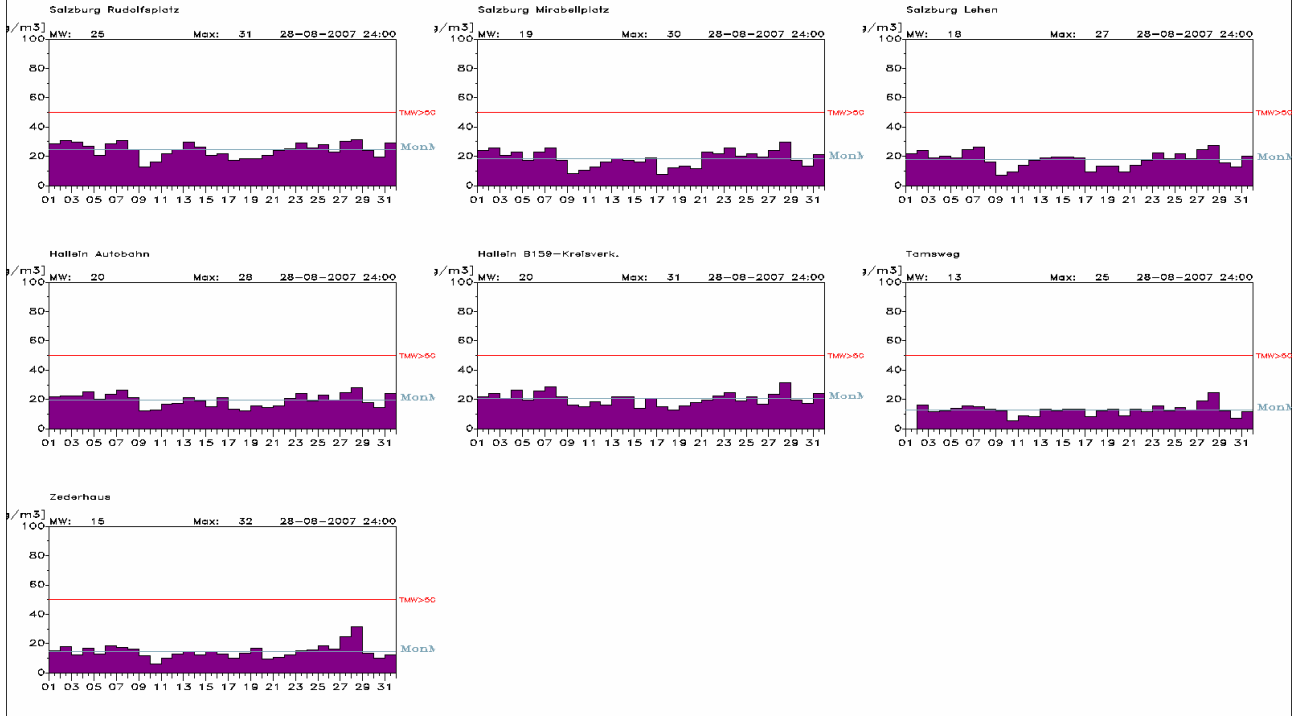 Salzburg Rudolfsplatz
g/m3] MW: 25 Max: 31 28-08-2007 24:00
100
80
60
TMW>50
40
MonM
20
0
01 03 05 07 09 11 13 15 17 19 21 23 25 27 29 31
Salzburg Mirabellplatz
g/m3] MW: 19 Max: 30 28-08-2007 24:00
100
80
60
TMW>50
40
MonM
20
0
01 03 05 07 09 11 13 15 17 19 21 23 25 27 29 31
Salzburg Lehen
g/m3] MW: 18 Max: 27 28-08-2007 24:00
100
80
60
TMW>50
40
MonM
20
0
01 03 05 07 09 11 13 15 17 19 21 23 25 27 29 31
Hallein Autobahn
g/m3] MW: 20 Max: 28 28-08-2007 24:00
100
80
60
TMW>50
40
MonM
20
0
01 03 05 07 09 11 13 15 17 19 21 23 25 27 29 31
Hallein B159-Kreisverk.
g/m3] MW: 20 Max: 31 28-08-2007 24:00
100
80
60
TMW>50
40
MonM
20
0
01 03 05 07 09 11 13 15 17 19 21 23 25 27 29 31
Tamsweg
g/m3] MW: 13 Max: 25 28-08-2007 24:00
100
80
60
TMW>50
40
MonM
20
0
01 03 05 07 09 11 13 15 17 19 21 23 25 27 29 31
Zederhaus
g/m3] MW: 15 Max: 32 28-08-2007 24:00
100
80
60
TMW>50
40
20
MonM
0
01 03 05 07 09 11 13 15 17 19 21 23 25 27 29 31